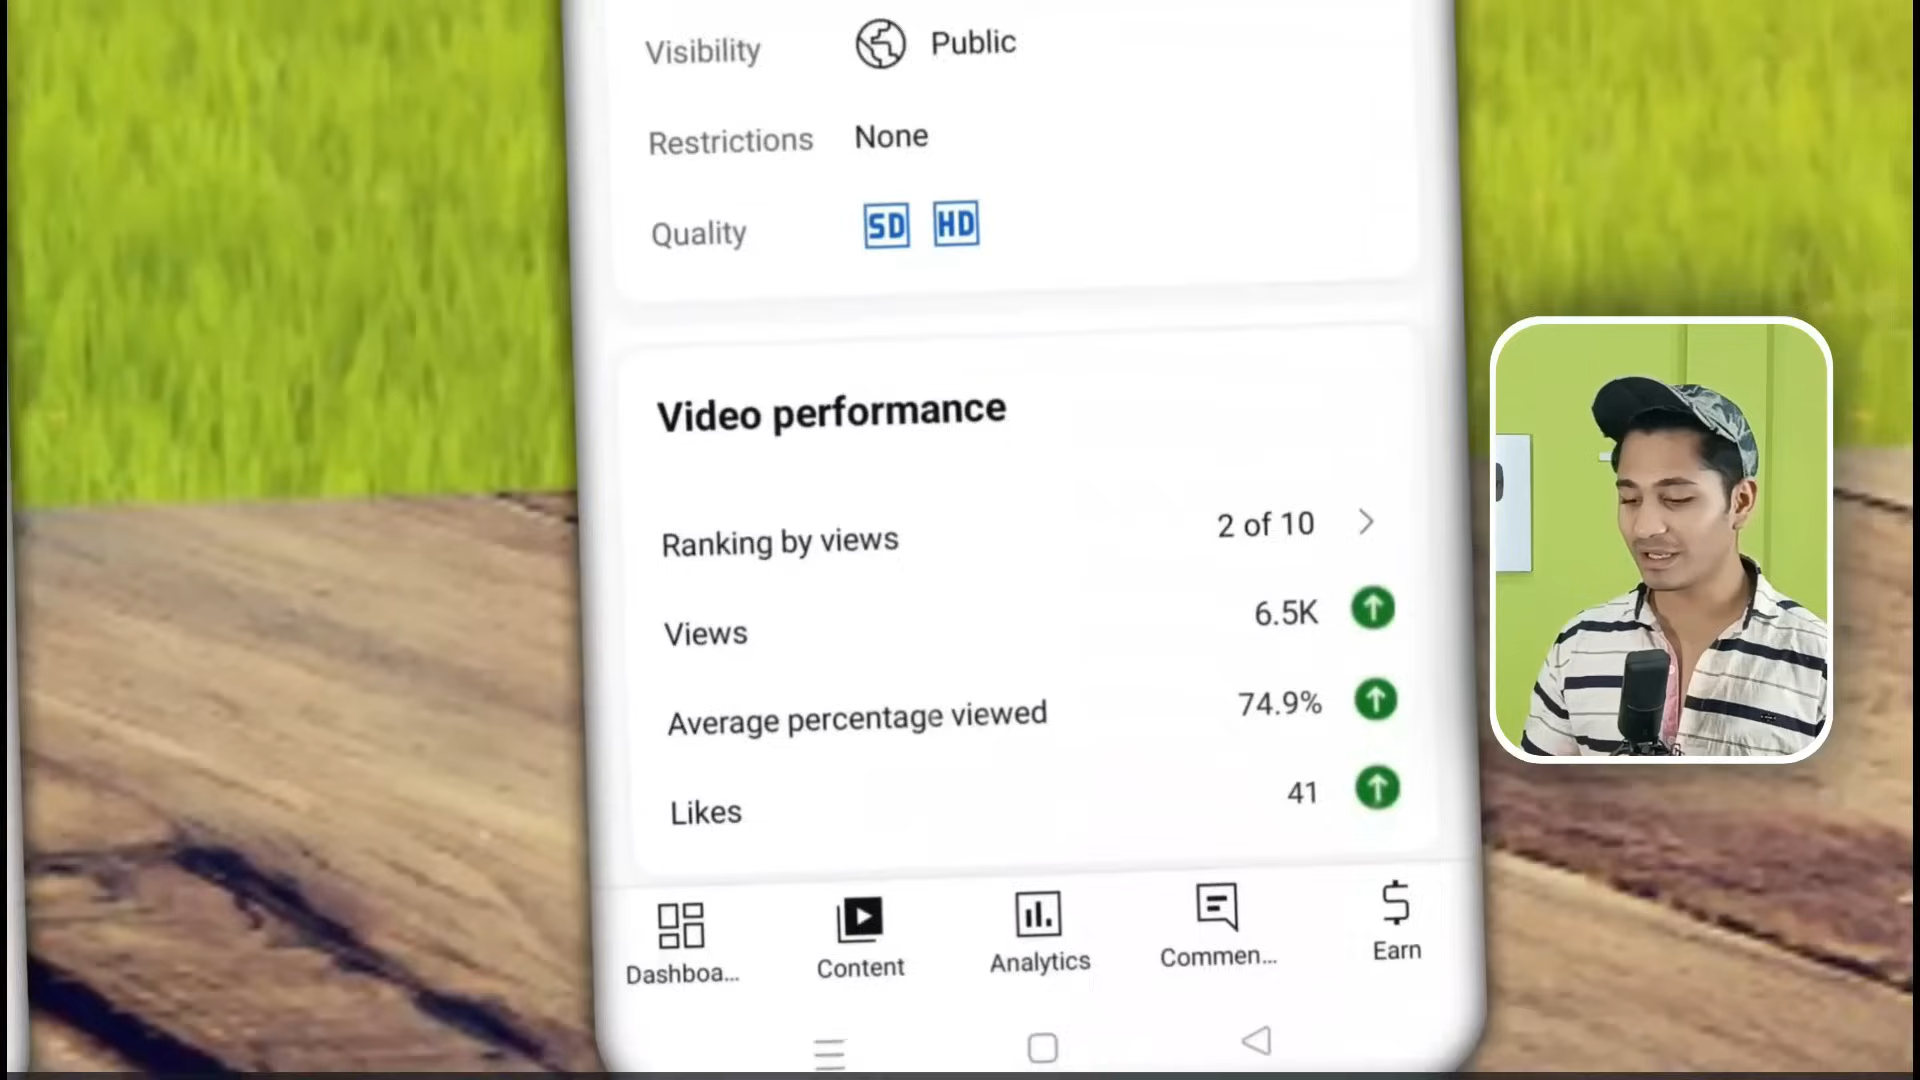 Visibility Public
Restrictions None
Quality SD HD
Video performance
Ranking by views 2 of 10
Views 6.5K
Average percentage viewed 74.9%
Likes 41
Dashboa... Content Analytics Commen... Earn